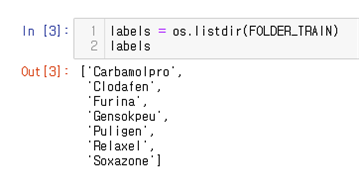 In [3]:
1 labels = os.listdir(FOLDER_TRAIN)
2 labels
Out[3]: ['Carbamolpro',
'Clodafen',
'Furina',
'Gensokpeu',
'Puligen',
'Relaxel',
'Soxazone']